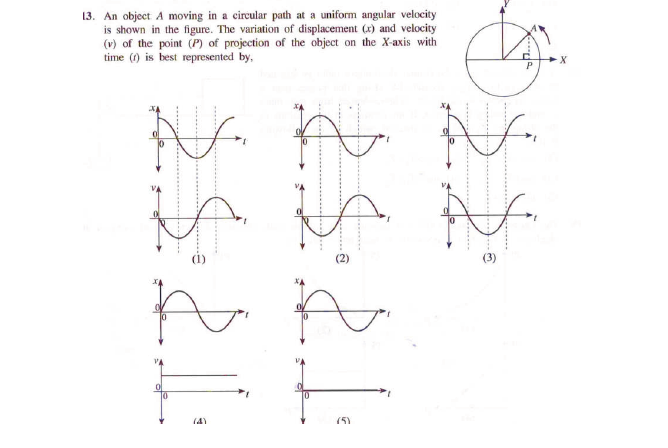 13. An object A moving in a circular path at a uniform angular velocity
is shown in the figure. The variation of displacement (x) and velocity
(v) of the point (P) of projection of the object on the X-axis with
time (t) is best represented by,
Y
A
X
P
x
0
0
t
x
0
0
t
x
0
0
t
v
0
0
t
v
0
0
t
v
0
0
t
(1)
(2)
(3)
x
0
0
t
x
0
0
t
v
0
0
t
v
0
0
t
(4)
(5)